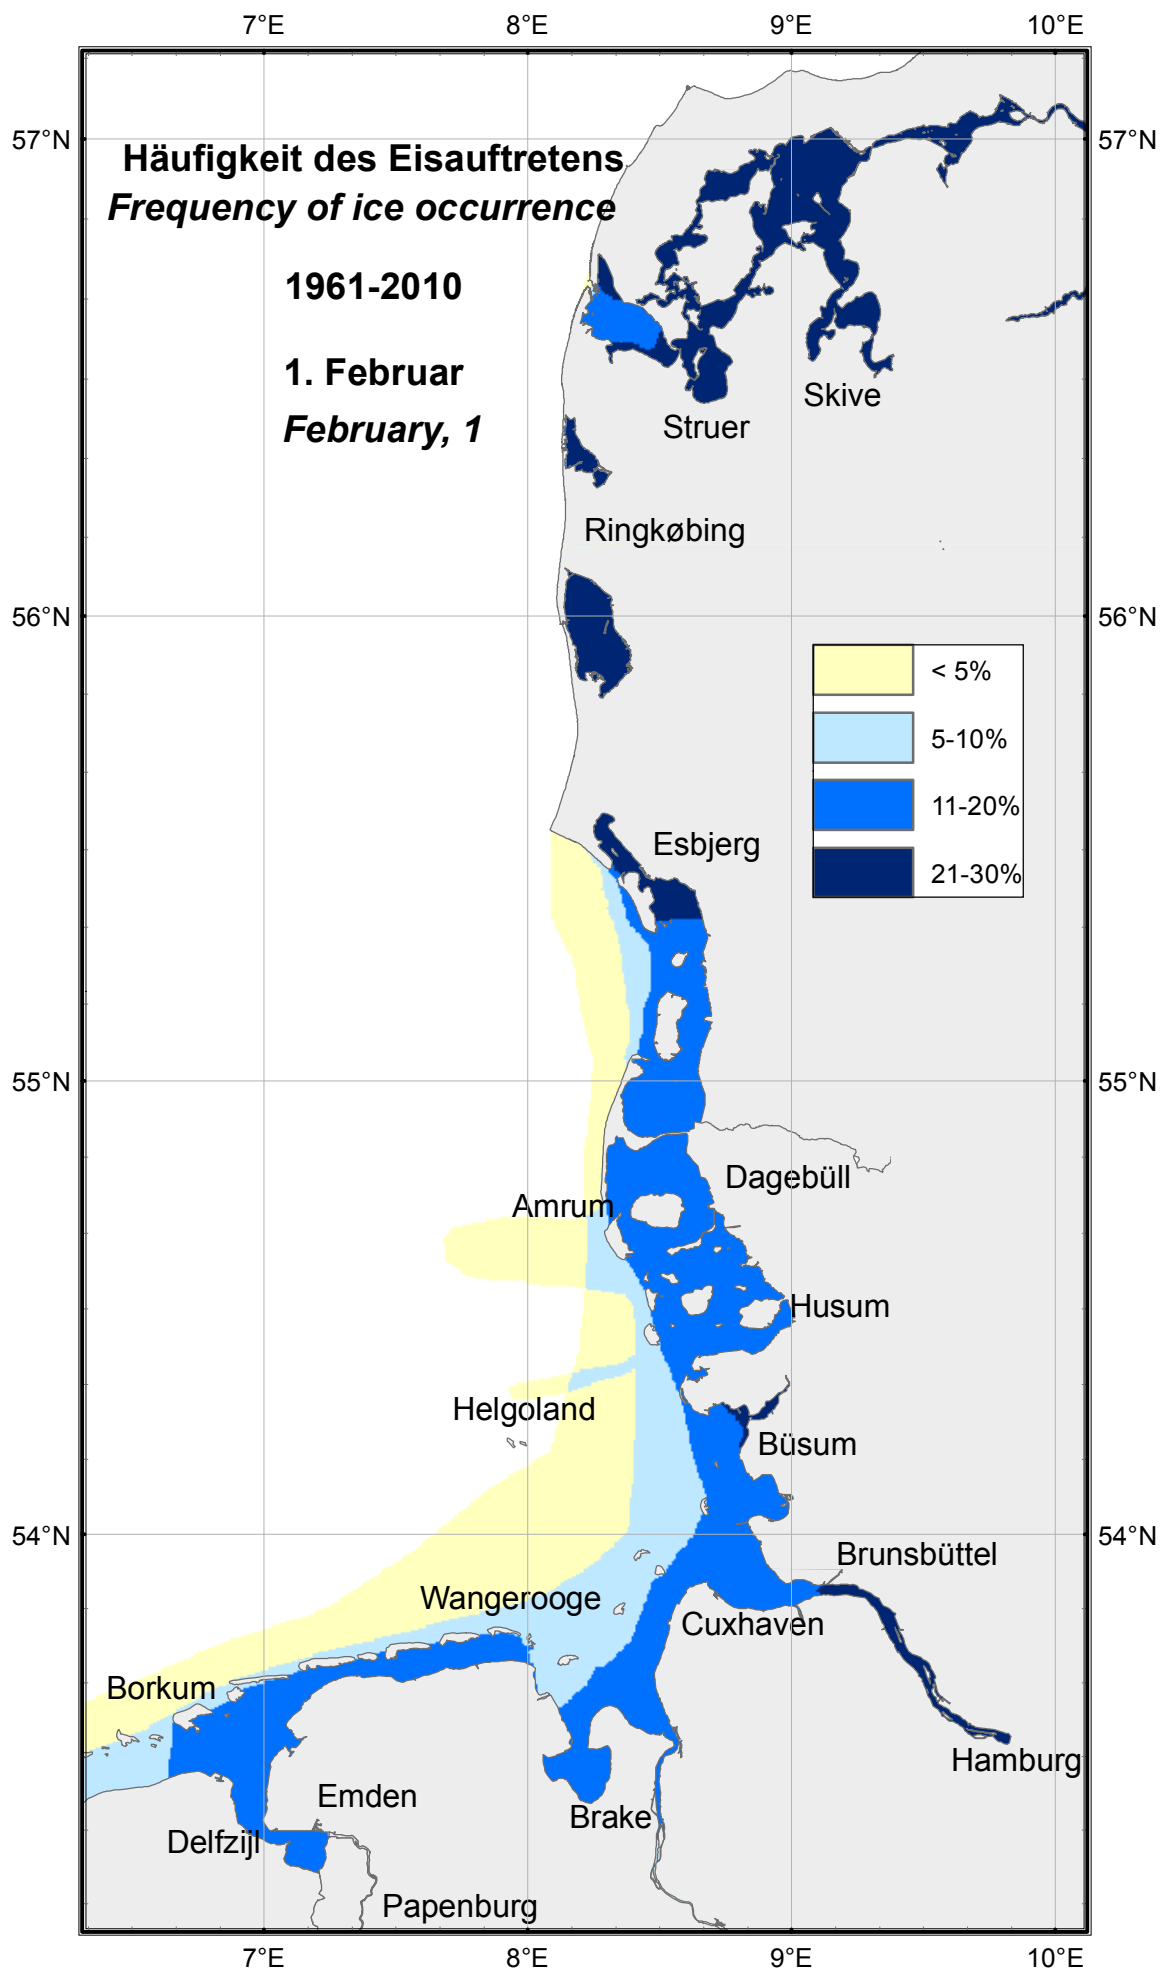 7°E 8°E 9°E 10°E
57°N 57°N
Häufigkeit des Eisauftretens
Frequency of ice occurrence
1961-2010
1. Februar
February, 1
Skive
Struer
Ringkøbing
56°N 56°N
< 5%
5-10%
11-20%
21-30%
Esbjerg
55°N 55°N
Dagebüll
Amrum
Husum
Helgoland
Büsum
54°N 54°N
Brunsbüttel
Wangerooge
Cuxhaven
Borkum
Hamburg
Emden
Brake
Delfzijl
Papenburg
7°E 8°E 9°E 10°E